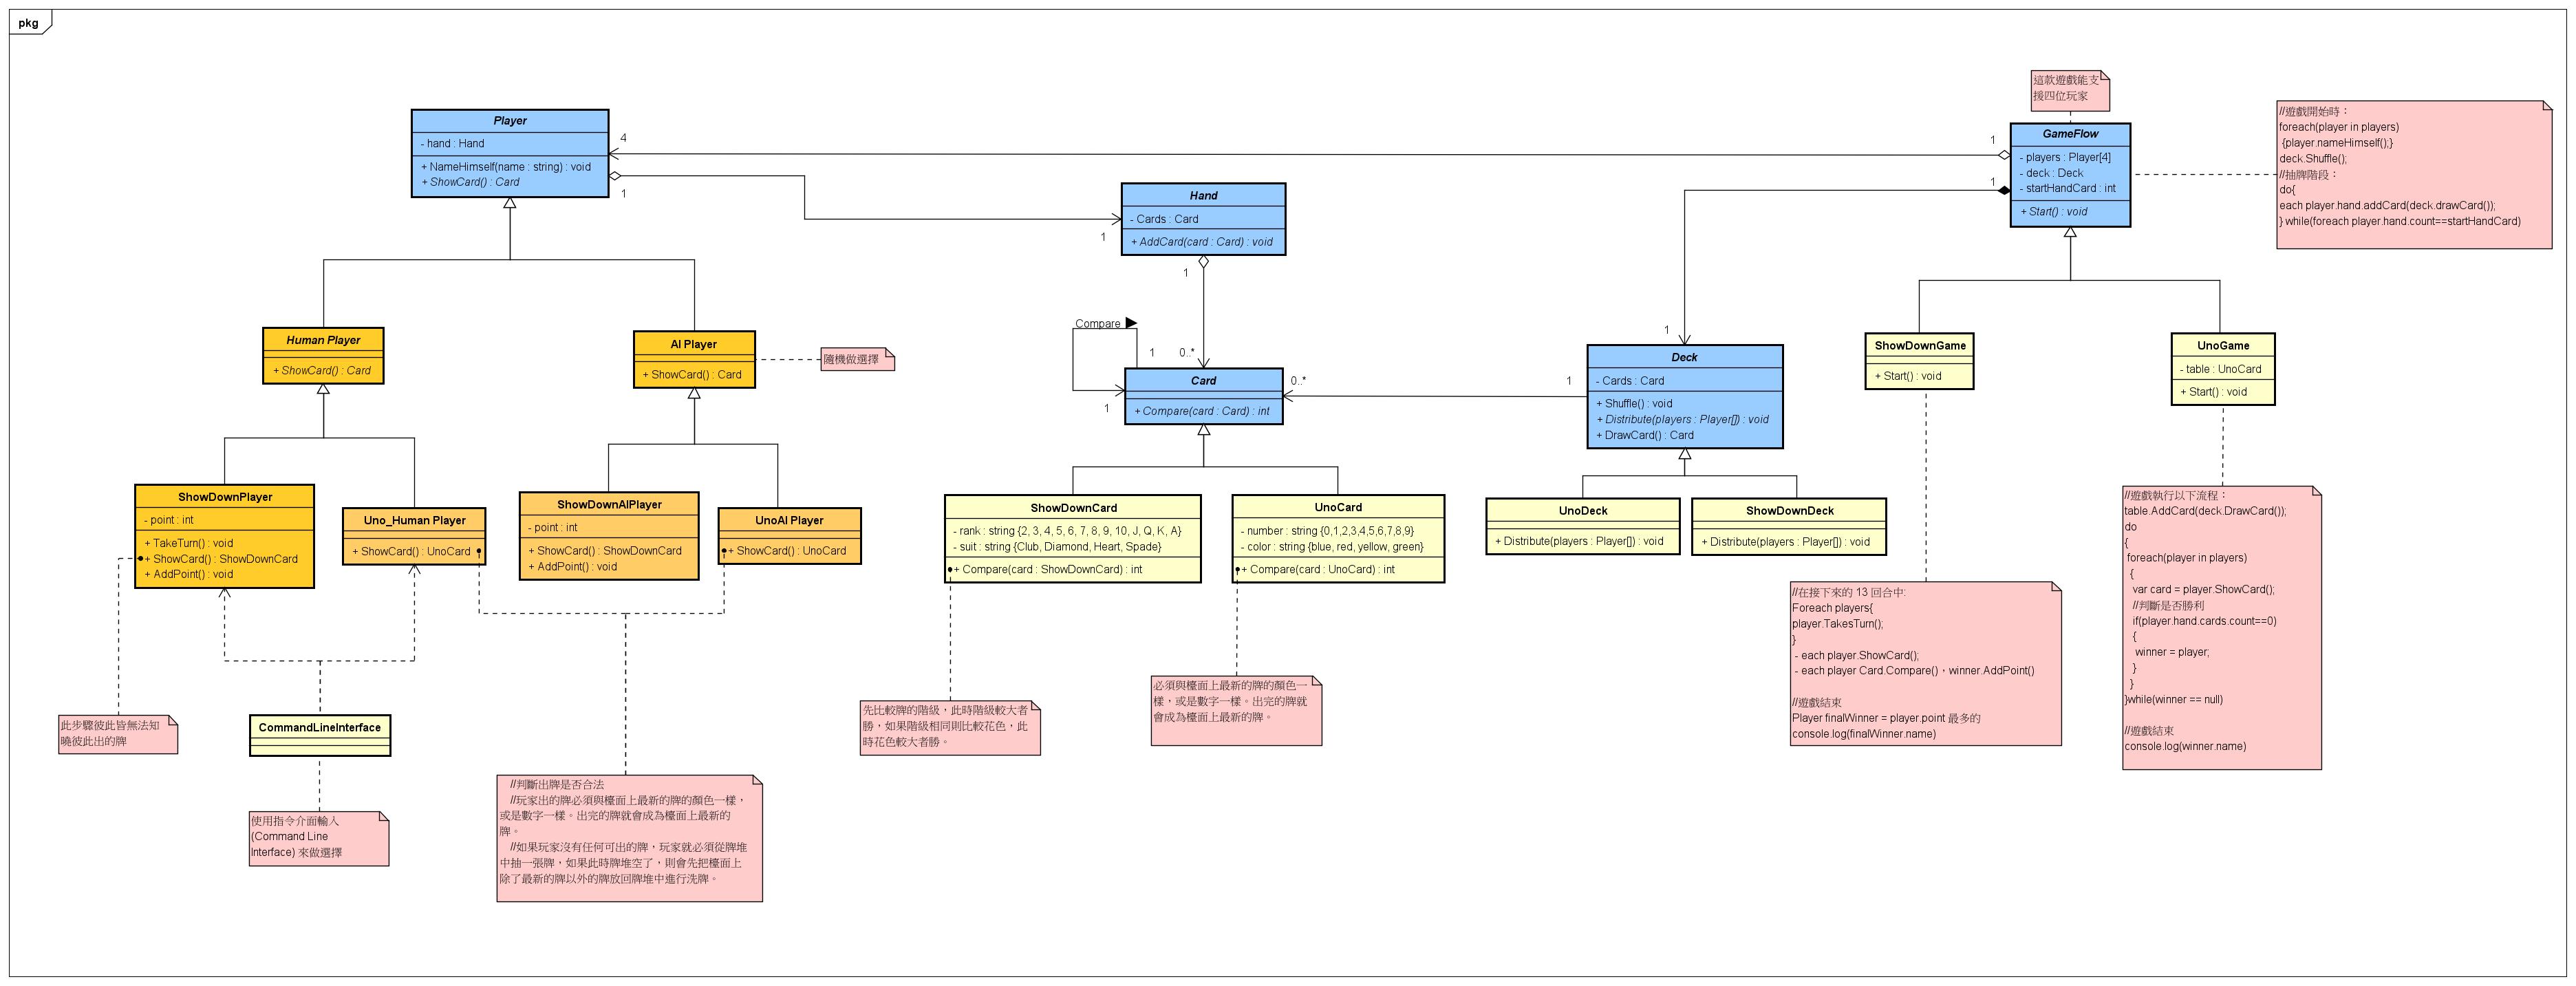 pkg
這款遊戲能支
援四位玩家
//遊戲開始時：
foreach(player in players)
{player.nameHimself();}
deck.Shuffle();
//抽牌階段：
do{
each player.hand.addCard(deck.drawCard());
} while(foreach player.hand.count==startHandCard)
Player
- hand : Hand
+ NameHimself(name : string) : void
+ ShowCard() : Card
4
1
1
1
GameFlow
- players : Player[4]
- deck : Deck
- startHandCard : int
+ Start() : void
Hand
- Cards : Card
+ AddCard(card : Card) : void
1
1
0..*
Human Player
+ ShowCard() : Card
AI Player
+ ShowCard() : Card
隨機做選擇
Compare
1
1
Card
+ Compare(card : Card) : int
0..*
1
1
Deck
- Cards : Card
+ Shuffle() : void
+ Distribute(players : Player[]) : void
+ DrawCard() : Card
ShowDownGame
+ Start() : void
UnoGame
- table : UnoCard
+ Start() : void
ShowDownPlayer
- point : int
+ TakeTurn() : void
+ ShowCard() : ShowDownCard
+ AddPoint() : void
Uno_Human Player
+ ShowCard() : UnoCard
ShowDownAIPlayer
- point : int
+ ShowCard() : ShowDownCard
+ AddPoint() : void
UnoAI Player
+ ShowCard() : UnoCard
ShowDownCard
- rank : string {2, 3, 4, 5, 6, 7, 8, 9, 10, J, Q, K, A}
- suit : string {Club, Diamond, Heart, Spade}
+ Compare(card : ShowDownCard) : int
UnoCard
- number : string {0,1,2,3,4,5,6,7,8,9}
- color : string {blue, red, yellow, green}
+ Compare(card : UnoCard) : int
UnoDeck
+ Distribute(players : Player[]) : void
ShowDownDeck
+ Distribute(players : Player[]) : void
//遊戲執行以下流程：
table.AddCard(deck.DrawCard());
do
{
foreach(player in players)
{
var card = player.ShowCard();
//判斷是否勝利
if(player.hand.cards.count==0)
{
winner = player;
}
}
}while(winner == null)
//遊戲結束
console.log(winner.name)
//在接下來的 13 回合中:
Foreach players{
player.TakesTurn();
}
- each player.ShowCard();
- each player Card.Compare()，winner.AddPoint()
//遊戲結束
Player finalWinner = player.point 最多的
console.log(finalWinner.name)
此步驟彼此皆無法知
曉彼此出的牌
CommandLineInterface
使用指令介面輸入
(Command Line
Interface) 來做選擇
//判斷出牌是否合法
//玩家出的牌必須與檯面上最新的牌的顏色一樣，
或是數字一樣。出完的牌就會成為檯面上最新的
牌。
//如果玩家沒有任何可出的牌，玩家就必須從牌堆
中抽一張牌，如果此時牌堆空了，則會先把檯面上
除了最新的牌以外的牌放回牌堆中進行洗牌。
先比較牌的階級，此時階級較大者
勝，如果階級相同則比較花色，此
時花色較大者勝。
必須與檯面上最新的牌的顏色一
樣，或是數字一樣。出完的牌就
會成為檯面上最新的牌。